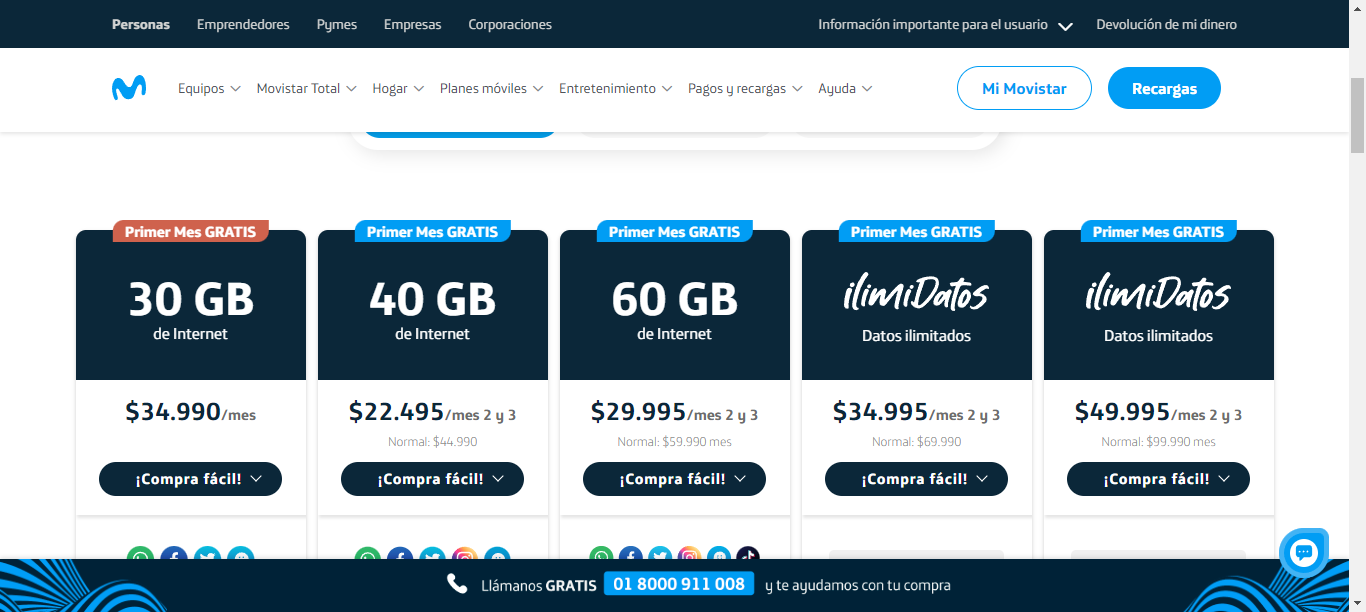 Personas Emprendedores Pymes Empresas Corporaciones Información importante para el usuario Devolución de mi dinero
Equipos Movistar Total Hogar Planes móviles Entretenimiento Pagos y recargas Ayuda Mi Movistar Recargas
Primer Mes GRATIS
30 GB
de Internet
$34.990/mes
¡Compra fácil!
Primer Mes GRATIS
40 GB
de Internet
$22.495/mes 2 y 3
Normal: $44.990
¡Compra fácil!
Primer Mes GRATIS
60 GB
de Internet
$29.995/mes 2 y 3
Normal: $59.990 mes
¡Compra fácil!
Primer Mes GRATIS
ilimiDatos
Datos ilimitados
$34.995/mes 2 y 3
Normal: $69.990
¡Compra fácil!
Primer Mes GRATIS
ilimiDatos
Datos ilimitados
$49.995/mes 2 y 3
Normal: $99.990 mes
¡Compra fácil!
Llámanos GRATIS 01 8000 911 008 y te ayudamos con tu compra